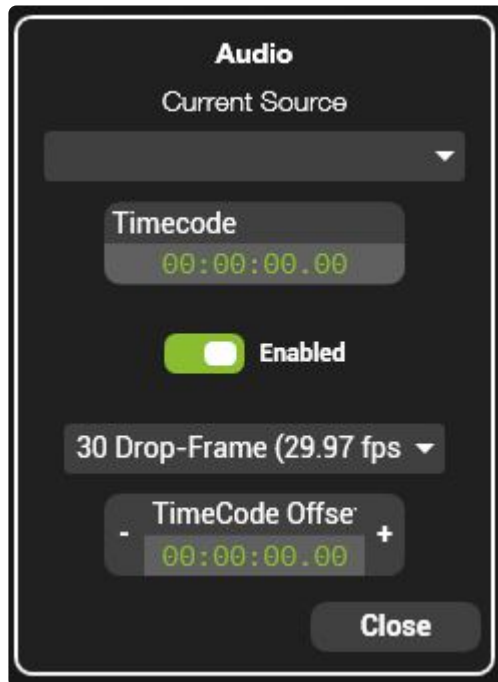 Audio
Current Source
Timecode
00:00:00.00
Enabled
30 Drop-Frame (29.97 fps
TimeCode Offse
- +
00:00:00.00
Close